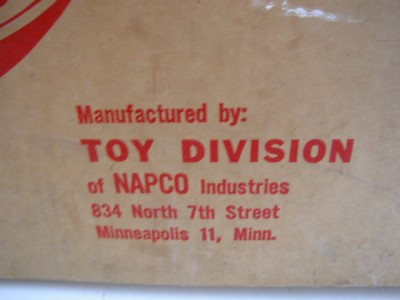 Manufactured by:
TOY DIVISION
of NAPCO Industries
834 North 7th Street
Minneapolis 11, Minn.